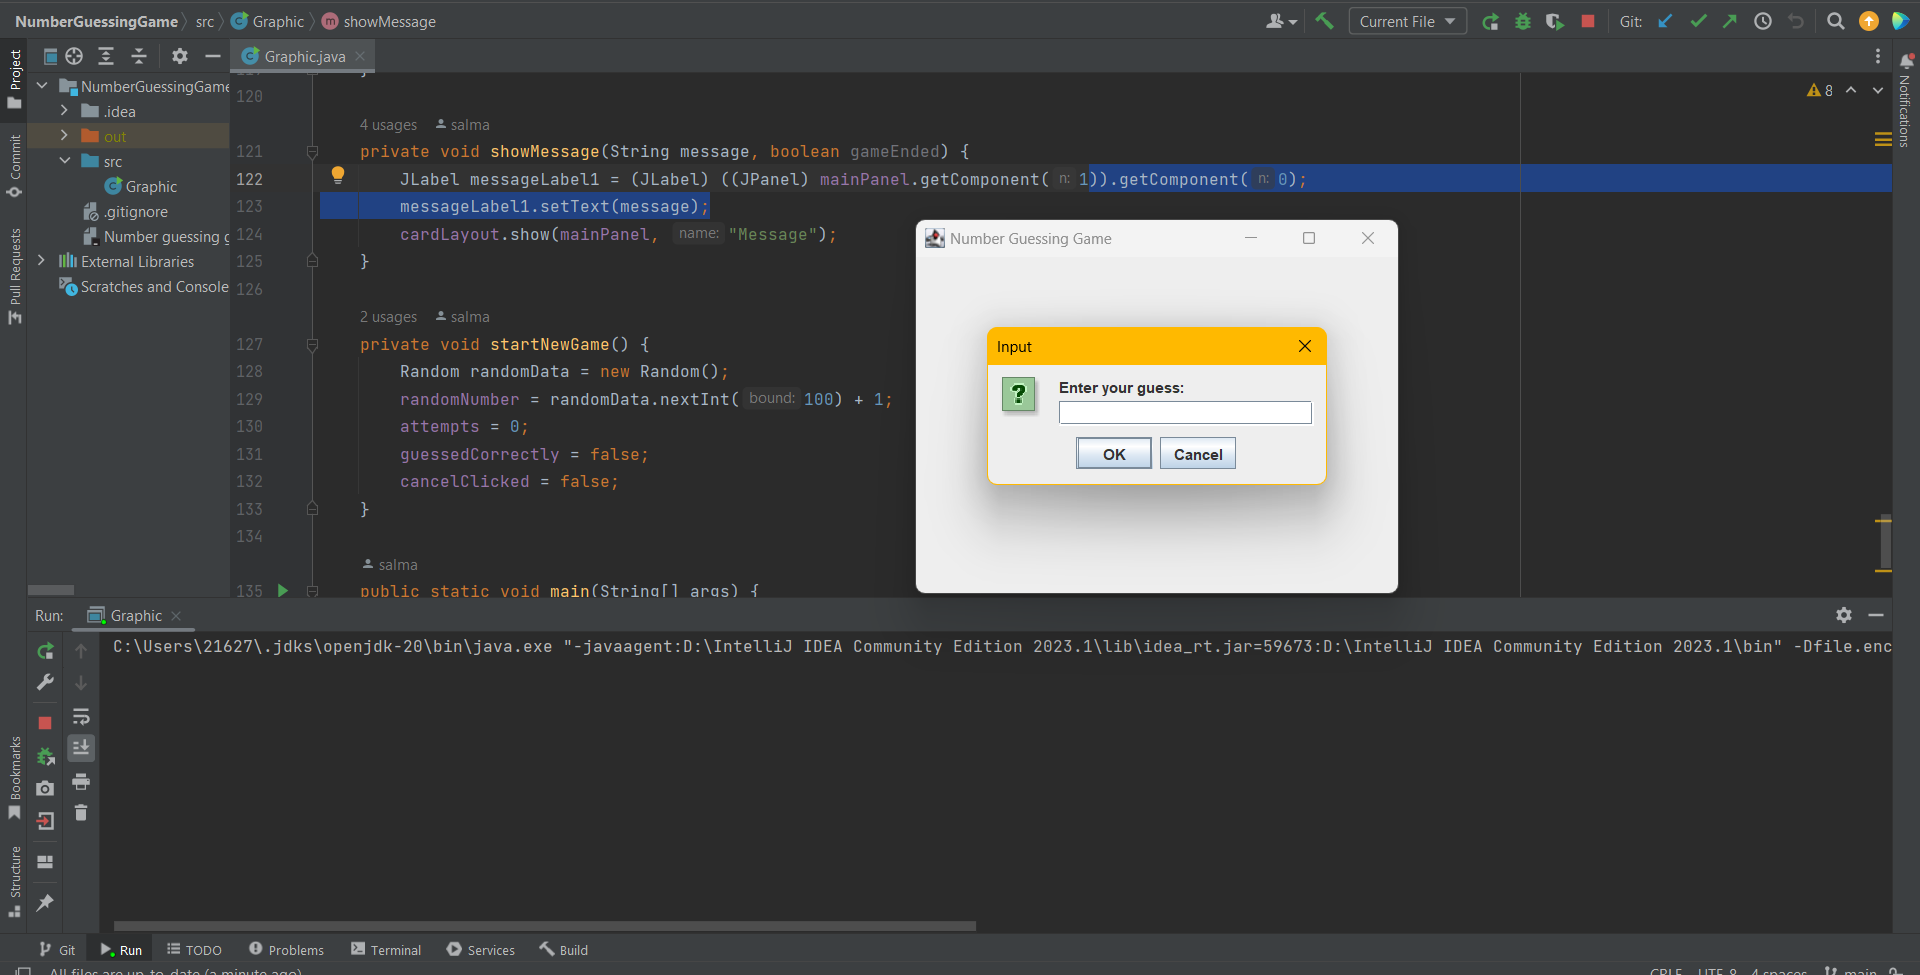 NumberGuessingGame src Graphic showMessage
Current File
Git:
Project
Commit
Pull Requests
Bookmarks
Structure
Notifications
NumberGuessingGame
.idea
out
src
Graphic
.gitignore
Number guessing g
External Libraries
Scratches and Console
Graphic.java
8
120
4 usages salma
121 private void showMessage(String message, boolean gameEnded) {
122 JLabel messageLabel1 = (JLabel) ((JPanel) mainPanel.getComponent( n: 1)).getComponent( n: 0);
123 messageLabel1.setText(message);
124 cardLayout.show(mainPanel, name: "Message");
125 }
126
2 usages salma
127 private void startNewGame() {
128 Random randomData = new Random();
129 randomNumber = randomData.nextInt( bound: 100) + 1;
130 attempts = 0;
131 guessedCorrectly = false;
132 cancelClicked = false;
133 }
134
salma
135 public static void main(String[] args) {
Number Guessing Game
Input
Enter your guess:
OK Cancel
Run: Graphic
C:\Users\21627\.jdks\openjdk-20\bin\java.exe "-javaagent:D:\IntelliJ IDEA Community Edition 2023.1\lib\idea_rt.jar=59673:D:\IntelliJ IDEA Community Edition 2023.1\bin" -Dfile.enc
Git Run TODO Problems Terminal Services Build
All files are up-to-date (a minute ago) CRLF UTF-8 4 spaces main